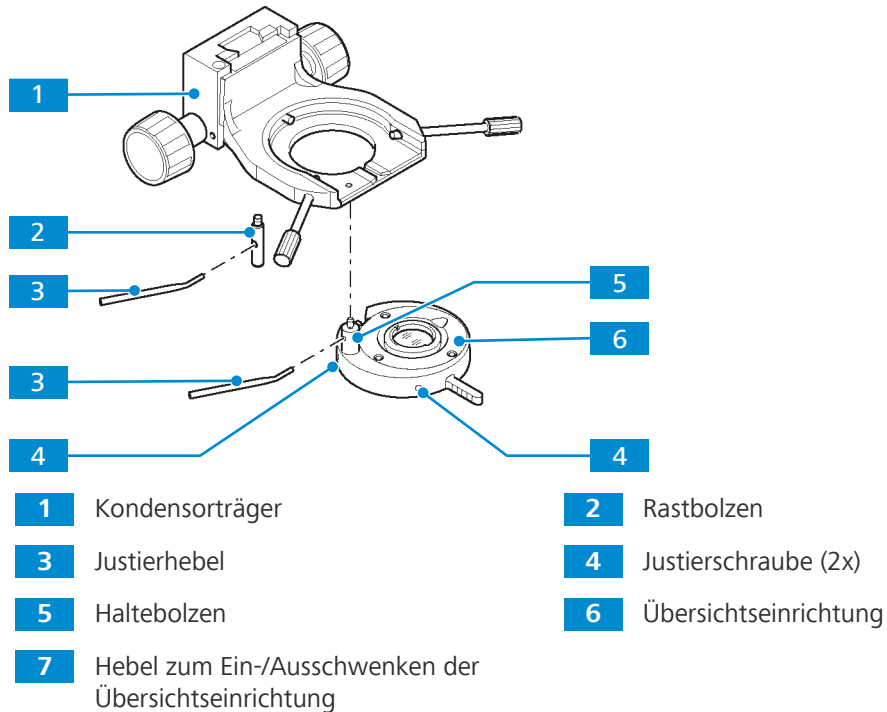 1
2
3
5
6
3
4
4
1 Kondensorträger
2 Rastbolzen
3 Justierhebel
4 Justierschraube (2x)
5 Haltebolzen
6 Übersichtseinrichtung
7 Hebel zum Ein-/Ausschwenken der
Übersichtseinrichtung